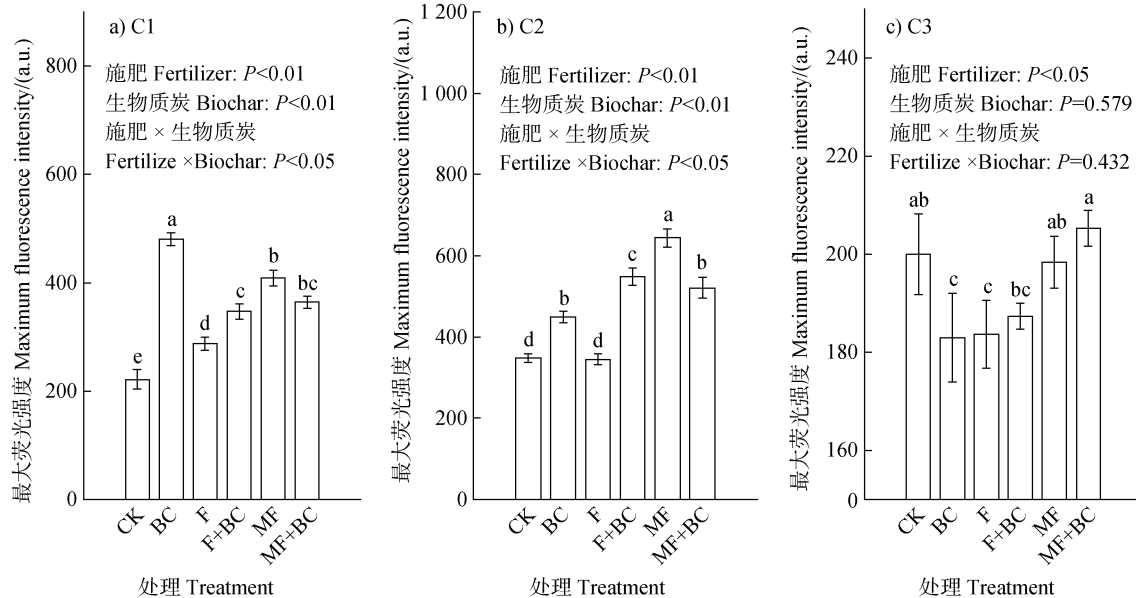 a) C1
施肥 Fertilizer: P<0.01
生物质炭 Biochar: P<0.01
施肥 × 生物质炭
Fertilize ×Biochar: P<0.05
最大荧光强度 Maximum fluorescence intensity/(a.u.)
800
600
400
200
0
e
a
d
c
b
bc
CK
BC
F
F+BC
MF
MF+BC
处理 Treatment
b) C2
施肥 Fertilizer: P<0.01
生物质炭 Biochar: P<0.01
施肥 × 生物质炭
Fertilize ×Biochar: P<0.05
最大荧光强度 Maximum fluorescence intensity/(a.u.)
1 200
1 000
800
600
400
200
0
d
b
d
c
a
b
CK
BC
F
F+BC
MF
MF+BC
处理 Treatment
c) C3
施肥 Fertilizer: P<0.05
生物质炭 Biochar: P=0.579
施肥 × 生物质炭
Fertilize ×Biochar: P=0.432
最大荧光强度 Maximum fluorescence intensity/(a.u.)
240
220
200
180
160
0
ab
c
c
bc
ab
a
CK
BC
F
F+BC
MF
MF+BC
处理 Treatment